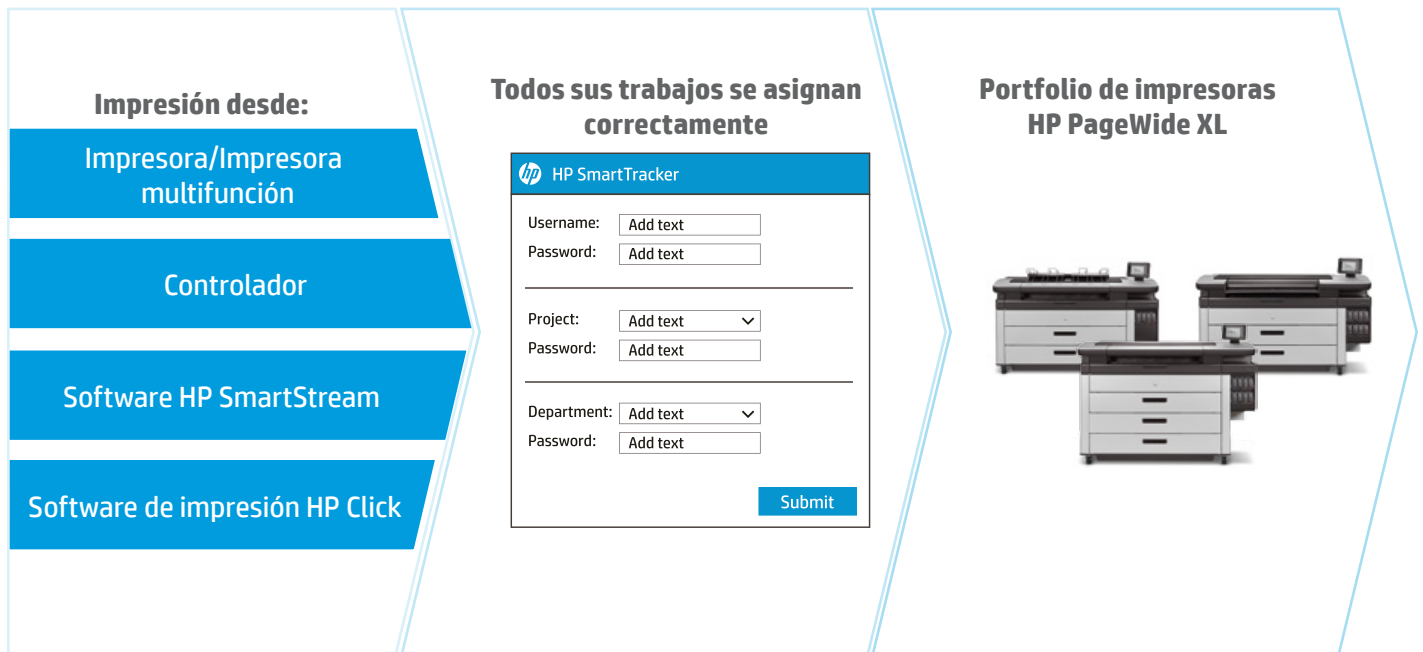 Impresión desde:
Impresora/Impresora
multifunción
Controlador
Software HP SmartStream
Software de impresión HP Click
Todos sus trabajos se asignan
correctamente
hp HP SmartTracker
Username: Add text
Password: Add text
Project: Add text
Password: Add text
Department: Add text
Password: Add text
Submit
Portfolio de impresoras
HP PageWide XL